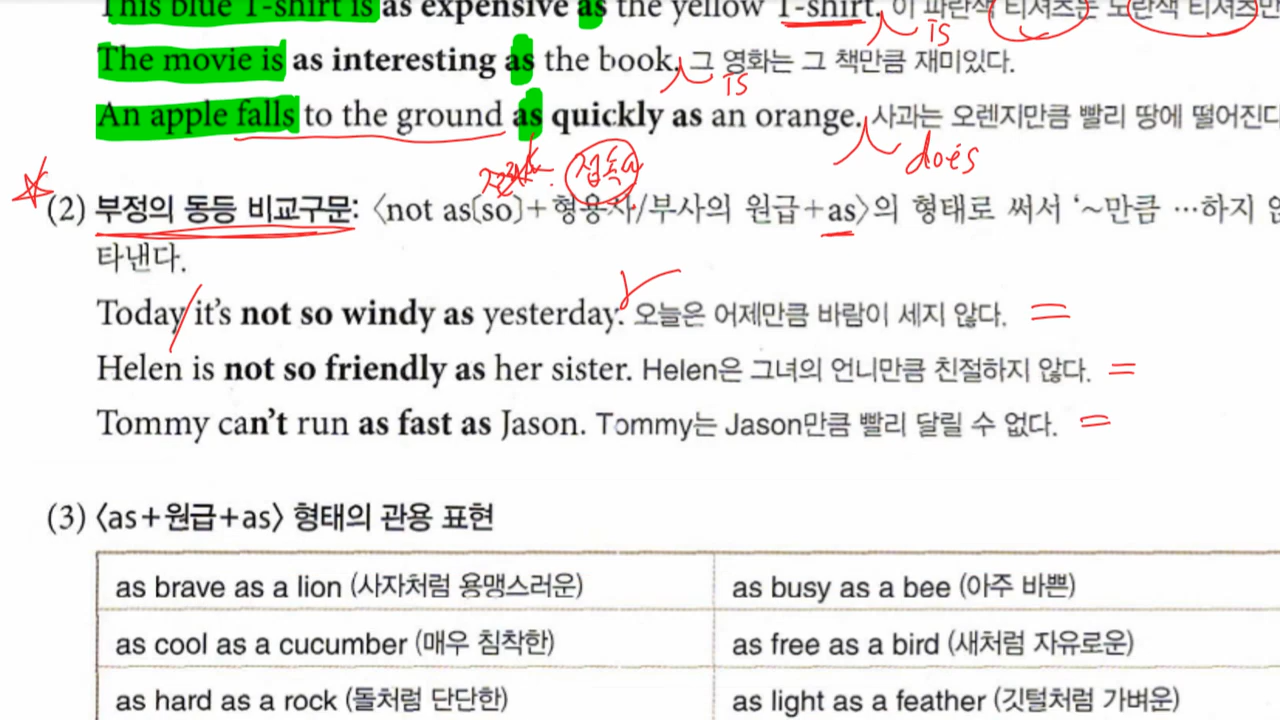 This blue T-shirt is as expensive as the yellow T-shirt. 이 파란색 티셔츠는 노란색 티셔츠만
is
The movie is as interesting as the book. 그 영화는 그 책만큼 재미있다.
is
An apple falls to the ground as quickly as an orange. 사과는 오렌지만큼 빨리 땅에 떨어진다
does
접속사
(2) 부정의 동등 비교구문: 〈not as[so]+형용사/부사의 원급+as〉의 형태로 써서 ‘~만큼 …하지 않
타낸다.
Today it’s not so windy as yesterday. 오늘은 어제만큼 바람이 세지 않다. =
Helen is not so friendly as her sister. Helen은 그녀의 언니만큼 친절하지 않다. =
Tommy can’t run as fast as Jason. Tommy는 Jason만큼 빨리 달릴 수 없다. =
(3) 〈as+원급+as〉 형태의 관용 표현
as brave as a lion (사자처럼 용맹스러운)
as busy as a bee (아주 바쁜)
as cool as a cucumber (매우 침착한)
as free as a bird (새처럼 자유로운)
as hard as a rock (돌처럼 단단한)
as light as a feather (깃털처럼 가벼운)